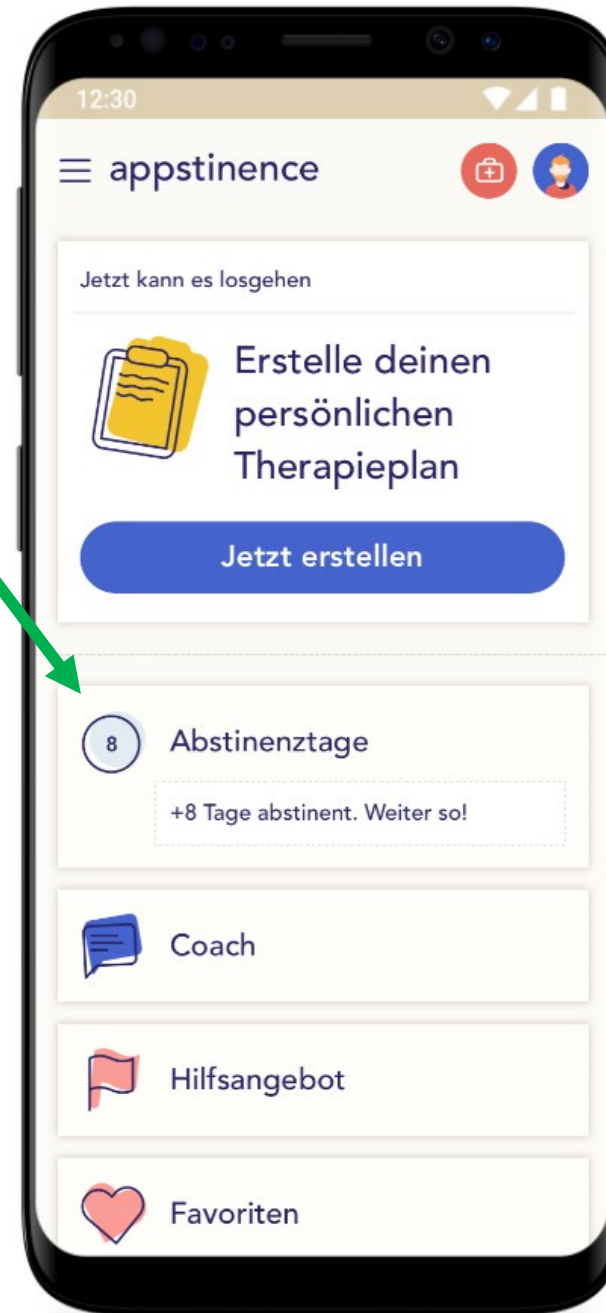 12:30
appstinence
Jetzt kann es losgehen
Erstelle deinen
persönlichen
Therapieplan
Jetzt erstellen
8
Abstinenztage
+8 Tage abstinent. Weiter so!
Coach
Hilfsangebot
Favoriten